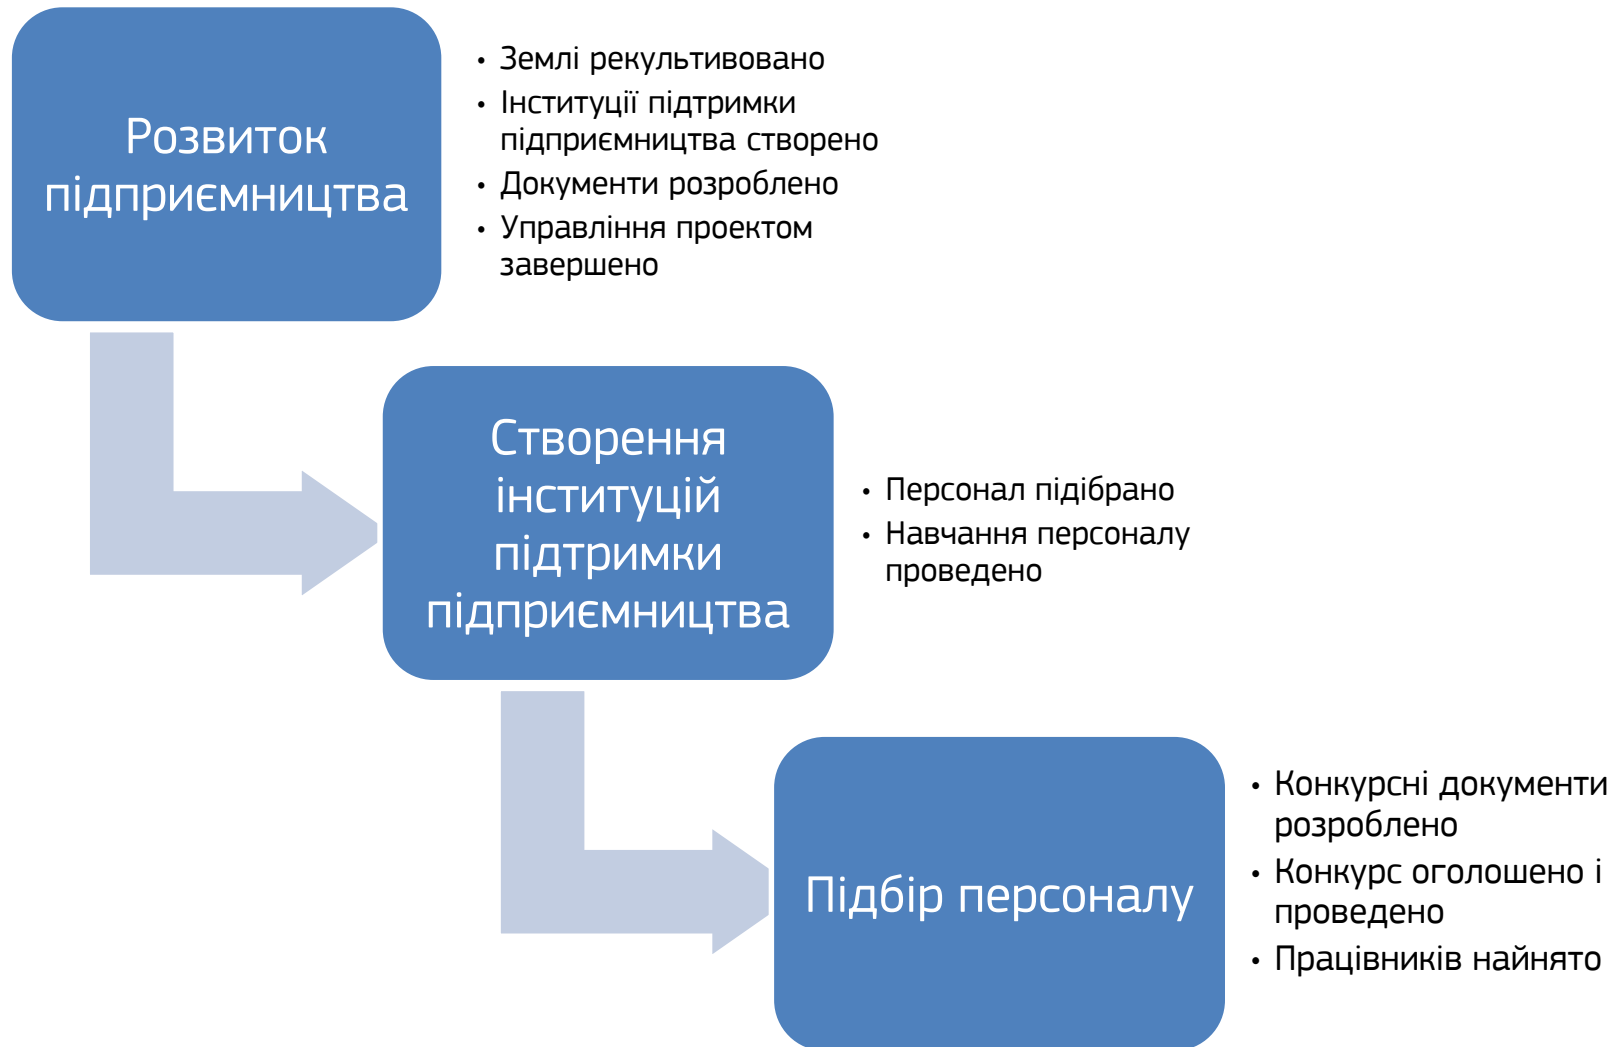 Розвиток
підприємництва
• Землі рекультивовано
• Інституції підтримки
підприємництва створено
• Документи розроблено
• Управління проектом
завершено
Створення
інституцій
підтримки
підприємництва
• Персонал підібрано
• Навчання персоналу
проведено
Підбір персоналу
• Конкурсні документи
розроблено
• Конкурс оголошено і
проведено
• Працівників найнято